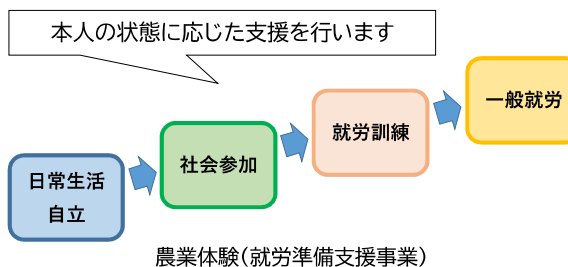 本人の状態に応じた支援を行います
日常生活
自立
社会参加
就労訓練
一般就労
農業体験(就労準備支援事業)